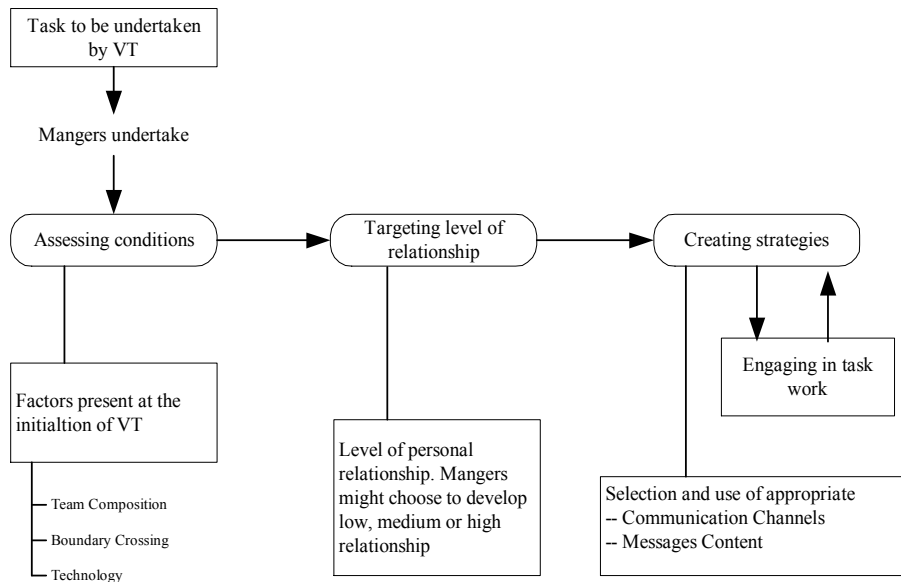 Task to be undertaken
by VT
Mangers undertake
Assessing conditions
Targeting level of
relationship
Creating strategies
Engaging in task
work
Factors present at the
initialtion of VT
Team Composition
Boundary Crossing
Technology
Level of personal
relationship. Mangers
might choose to develop
low, medium or high
relationship
Selection and use of appropriate
-- Communication Channels
-- Messages Content